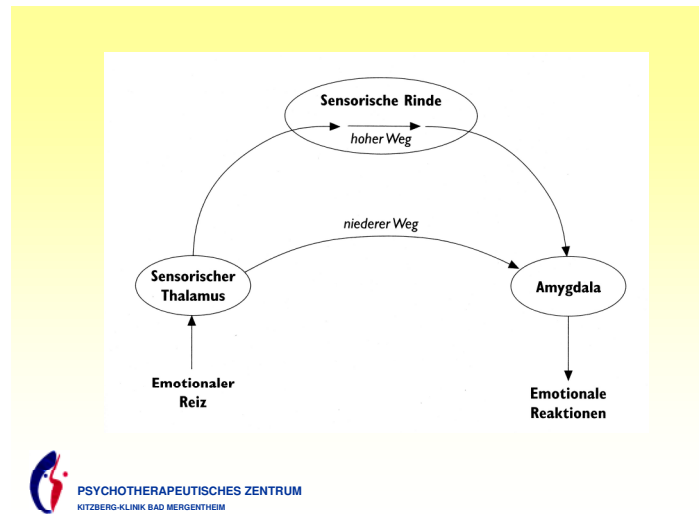 Sensorische Rinde
hoher Weg
niederer Weg
Sensorischer
Thalamus
Amygdala
Emotionaler
Reiz
Emotionale
Reaktionen
PSYCHOTHERAPEUTISCHES ZENTRUM
KITZBERG-KLINIK BAD MERGENTHEIM